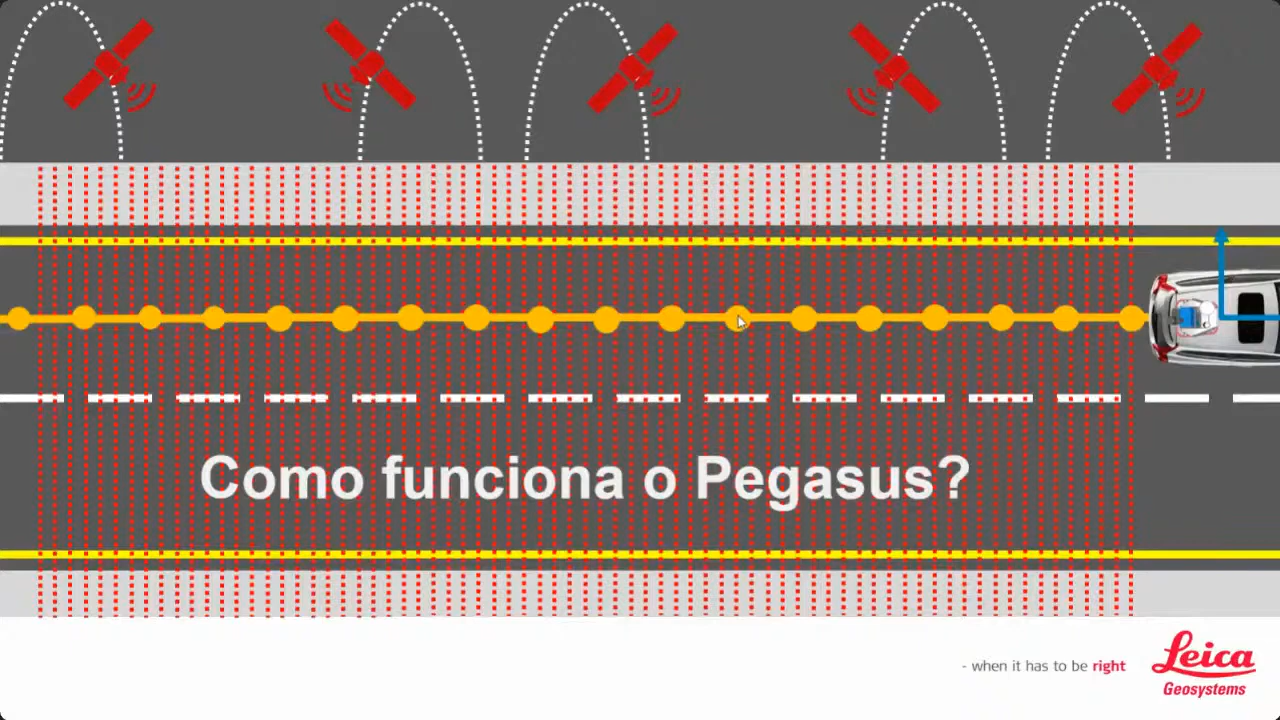 Como funciona o Pegasus?
- when it has to be right
Leica
Geosystems